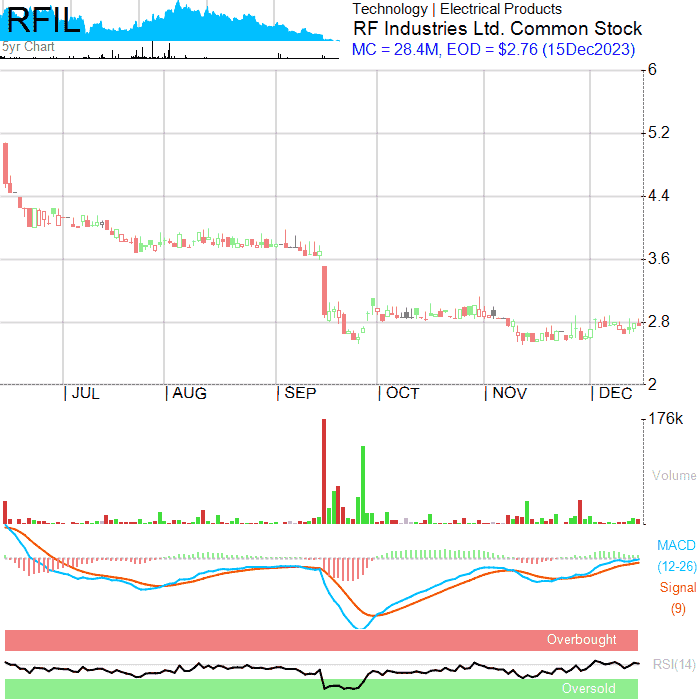 RFIL
5yr Chart
Technology | Electrical Products
RF Industries Ltd. Common Stock
MC = 28.4M, EOD = $2.76 (15Dec2023)
6
5.2
4.4
3.6
2.8
2
| JUL | AUG | SEP | OCT | NOV | DEC
176k
Volume
MACD
(12-26)
Signal
(9)
Overbought
RSI(14)
Oversold